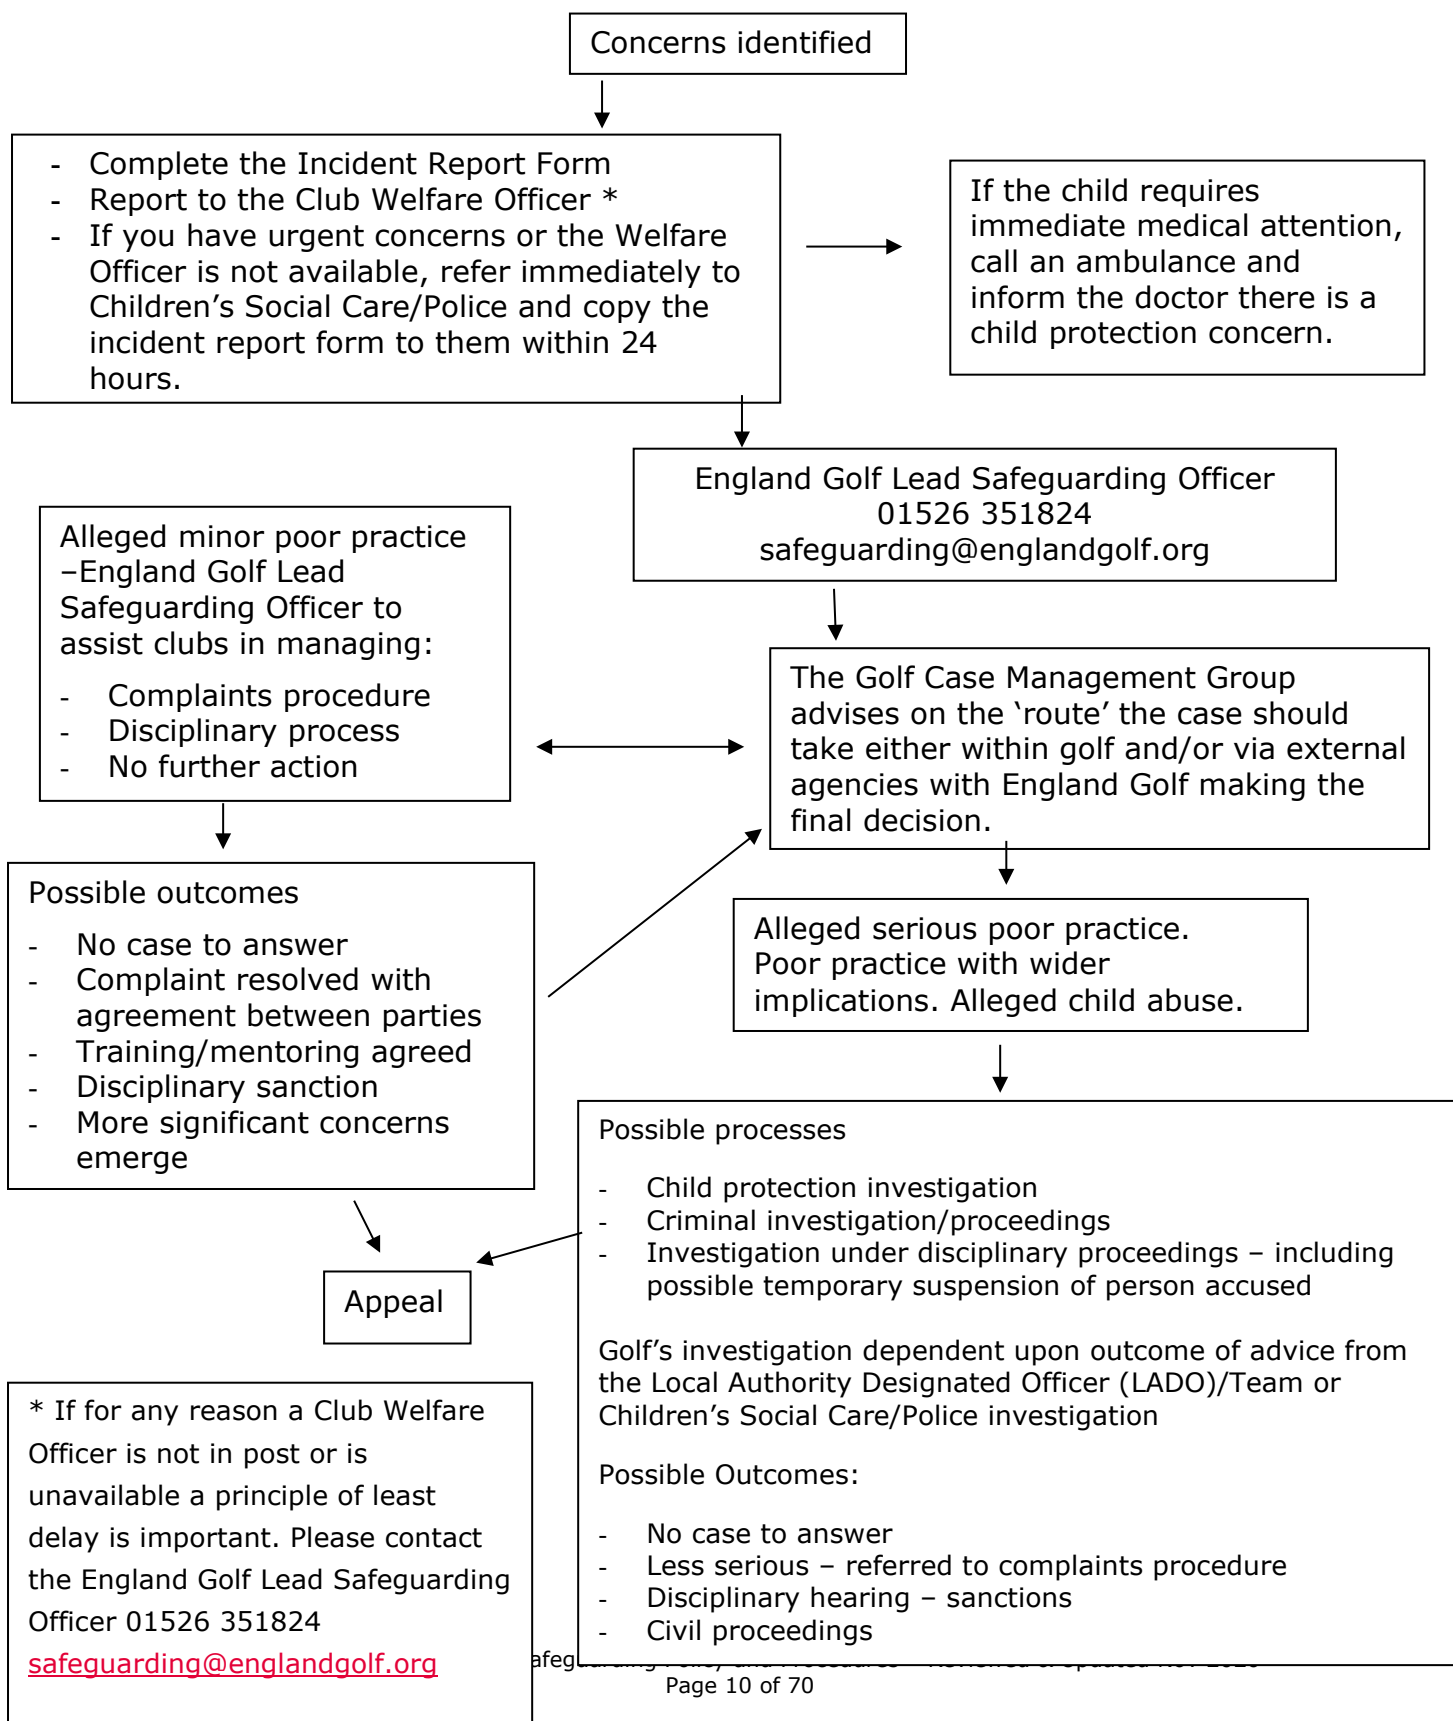 Concerns identified
- Complete the Incident Report Form
- Report to the Club Welfare Officer *
- If you have urgent concerns or the Welfare
Officer is not available, refer immediately to
Children’s Social Care/Police and copy the
incident report form to them within 24
hours.
If the child requires
immediate medical attention,
call an ambulance and
inform the doctor there is a
child protection concern.
England Golf Lead Safeguarding Officer
01526 351824
safeguarding@englandgolf.org
Alleged minor poor practice
–England Golf Lead
Safeguarding Officer to
assist clubs in managing:
- Complaints procedure
- Disciplinary process
- No further action
The Golf Case Management Group
advises on the ‘route’ the case should
take either within golf and/or via external
agencies with England Golf making the
final decision.
Possible outcomes
- No case to answer
- Complaint resolved with
agreement between parties
- Training/mentoring agreed
- Disciplinary sanction
- More significant concerns
emerge
Alleged serious poor practice.
Poor practice with wider
implications. Alleged child abuse.
Possible processes
- Child protection investigation
- Criminal investigation/proceedings
- Investigation under disciplinary proceedings – including
possible temporary suspension of person accused
Golf’s investigation dependent upon outcome of advice from
the Local Authority Designated Officer (LADO)/Team or
Children’s Social Care/Police investigation
Possible Outcomes:
- No case to answer
- Less serious – referred to complaints procedure
- Disciplinary hearing – sanctions
- Civil proceedings
Appeal
* If for any reason a Club Welfare
Officer is not in post or is
unavailable a principle of least
delay is important. Please contact
the England Golf Lead Safeguarding
Officer 01526 351824
safeguarding@englandgolf.org
Page 10 of 70